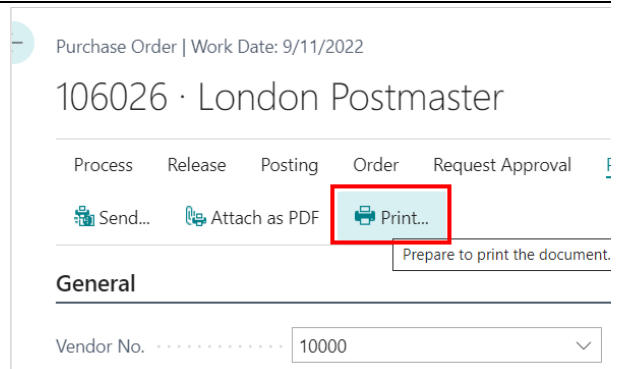 Purchase Order | Work Date: 9/11/2022
106026 · London Postmaster
Process Release Posting Order Request Approval
Send... Attach as PDF Print...
Prepare to print the document.
General
Vendor No. 10000